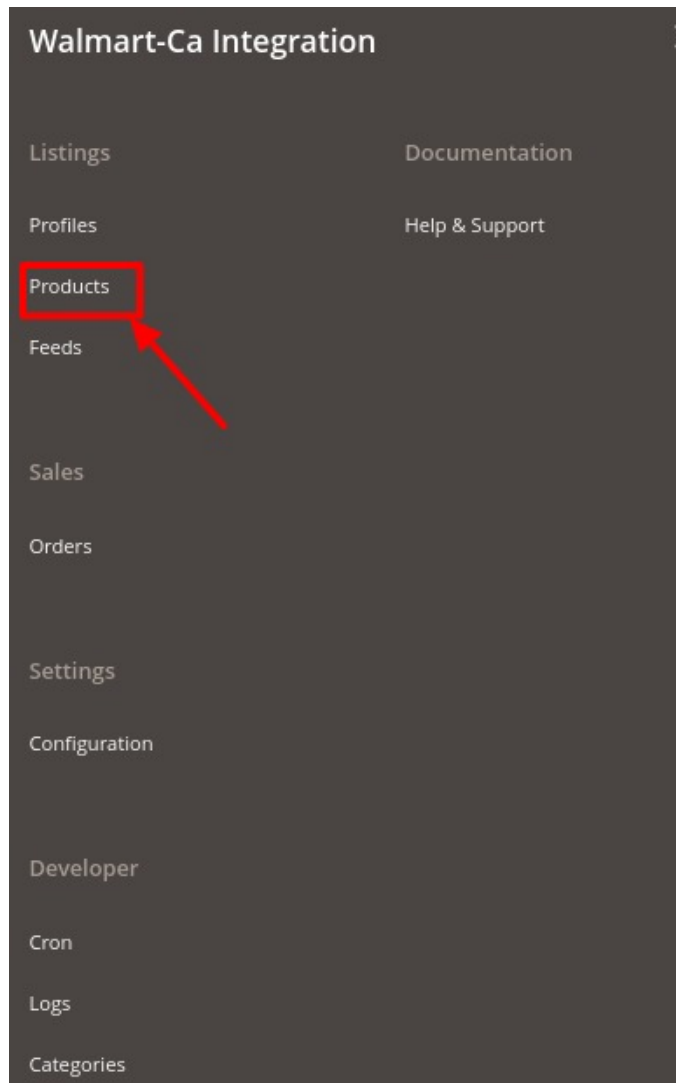 Walmart-Ca Integration
Listings
Profiles
Products
Feeds
Sales
Orders
Settings
Configuration
Developer
Cron
Logs
Categories
Documentation
Help & Support